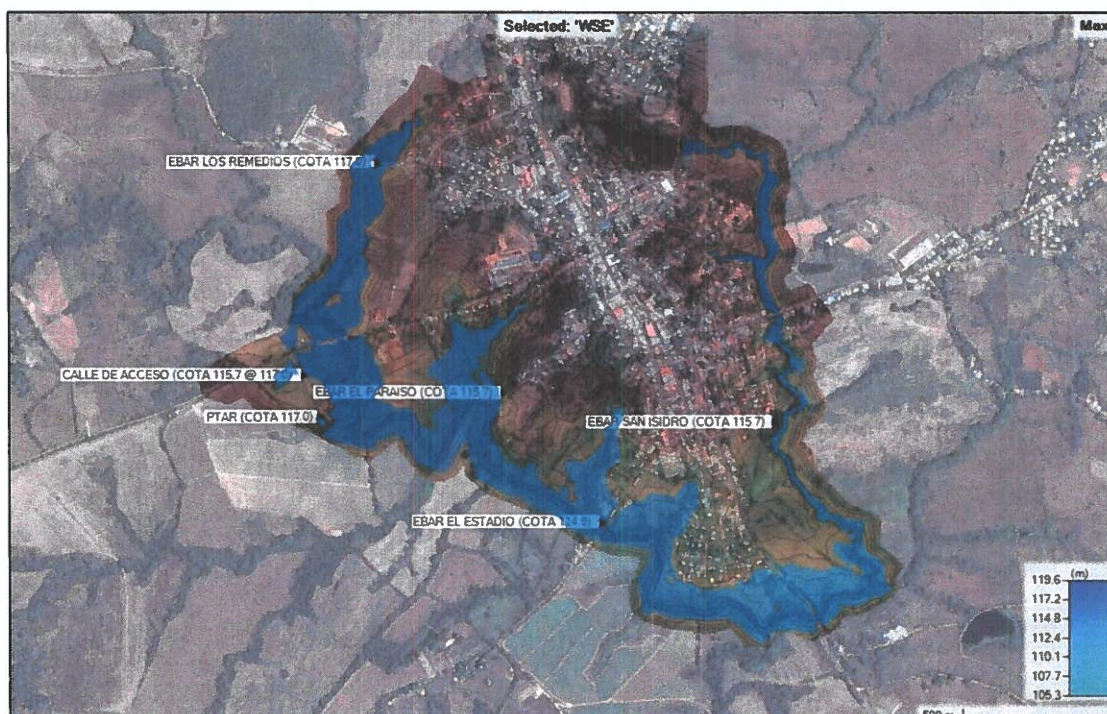 Selected: 'WSE'
Max
EBAR LOS REMEDIOS (COTA 117.
CALLE DE ACCESO (COTA 115.7 @ 117.
PTAR (COTA 117.0)
EBAR EL PARAISO (COTA
EBAR SAN ISIDRO (COTA 115.7)
EBAR EL ESTADIO (COTA
119.6 (m)
117.2
114.8
112.4
110.1
107.7
105.3